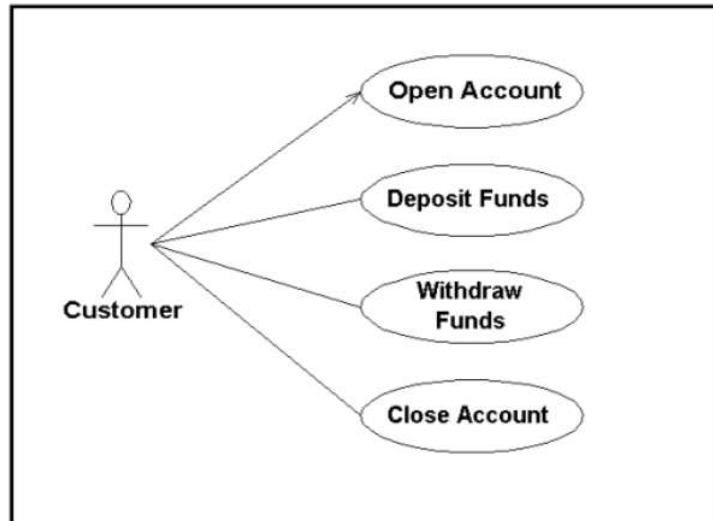 Open Account
Deposit Funds
Withdraw
Funds
Customer
Close Account